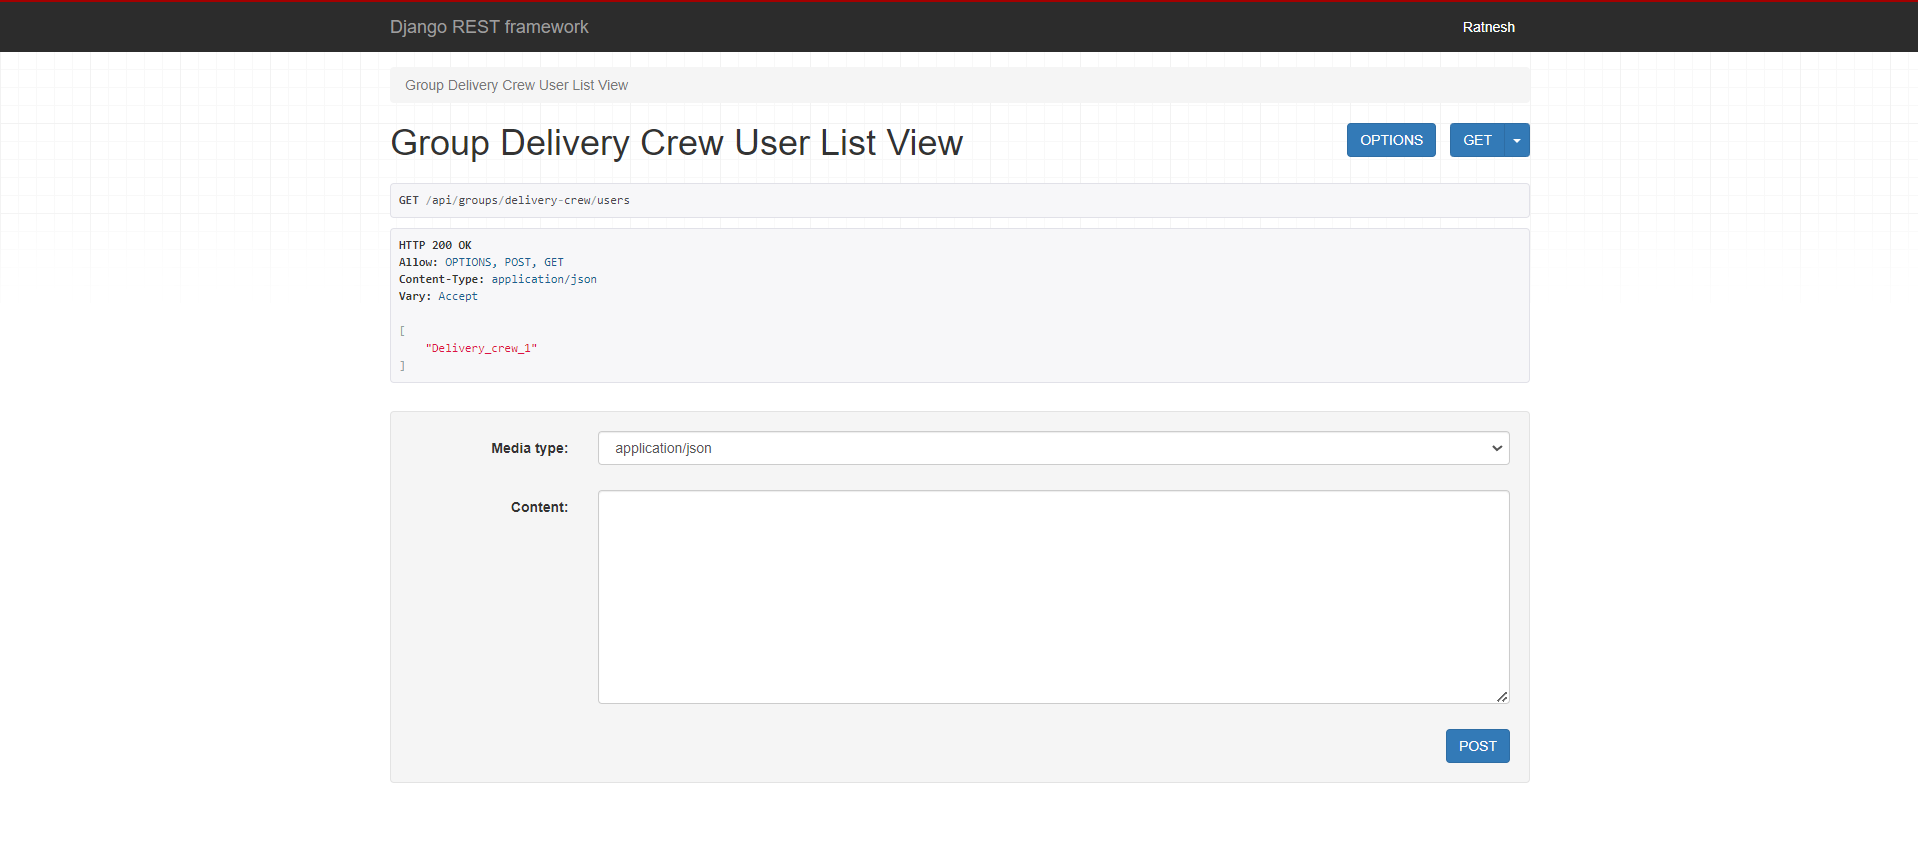 Django REST framework
Ratnesh
Group Delivery Crew User List View
Group Delivery Crew User List View
OPTIONS
GET
GET /api/groups/delivery-crew/users
HTTP 200 OK
Allow: OPTIONS, POST, GET
Content-Type: application/json
Vary: Accept
[
"Delivery_crew_1"
]
Media type:
application/json
Content:
POST